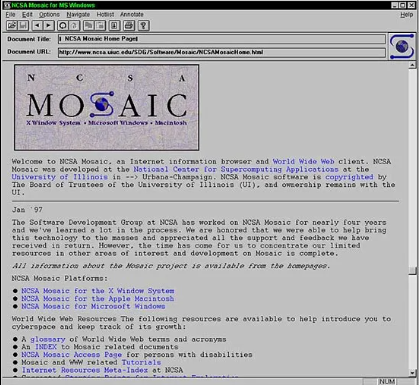 NCSA Mosaic for MS Windows
File Edit Options Navigate Hotlist Annotate Help
Document Title: NCSA Mosaic Home Page
Document URL: http://www.ncsa.uiuc.edu/SDG/Software/Mosaic/NCSAMosaicHome.html
N C S A
MOSAIC
X Window System • Microsoft Windows • Macintosh
Welcome to NCSA Mosaic, an Internet information browser and World Wide Web client. NCSA
Mosaic was developed at the National Center for Supercomputing Applications at the
University of Illinois in --> Urbana-Champaign. NCSA Mosaic software is copyrighted by
The Board of Trustees of the University of Illinois (UI), and ownership remains with the
UI.
Jan '97
The Software Development Group at NCSA has worked on NCSA Mosaic for nearly four years
and we've learned a lot in the process. We are honored that we were able to help bring
this technology to the masses and appreciated all the support and feedback we have
received in return. However, the time has come for us to concentrate our limited
resources in other areas of interest and development on Mosaic is complete.
All information about the Mosaic project is available from the homepages.
NCSA Mosaic Platforms:
● NCSA Mosaic for the X Window System
● NCSA Mosaic for the Apple Macintosh
● NCSA Mosaic for Microsoft Windows
World Wide Web Resources The following resources are available to help introduce you to
cyberspace and keep track of its growth:
● A glossary of World Wide Web terms and acronyms
● An INDEX to Mosaic related documents
● NCSA Mosaic Access Page for persons with disabilities
● Mosaic and WWW related Tutorials
● Internet Resources Meta-Index at NCSA
NUM